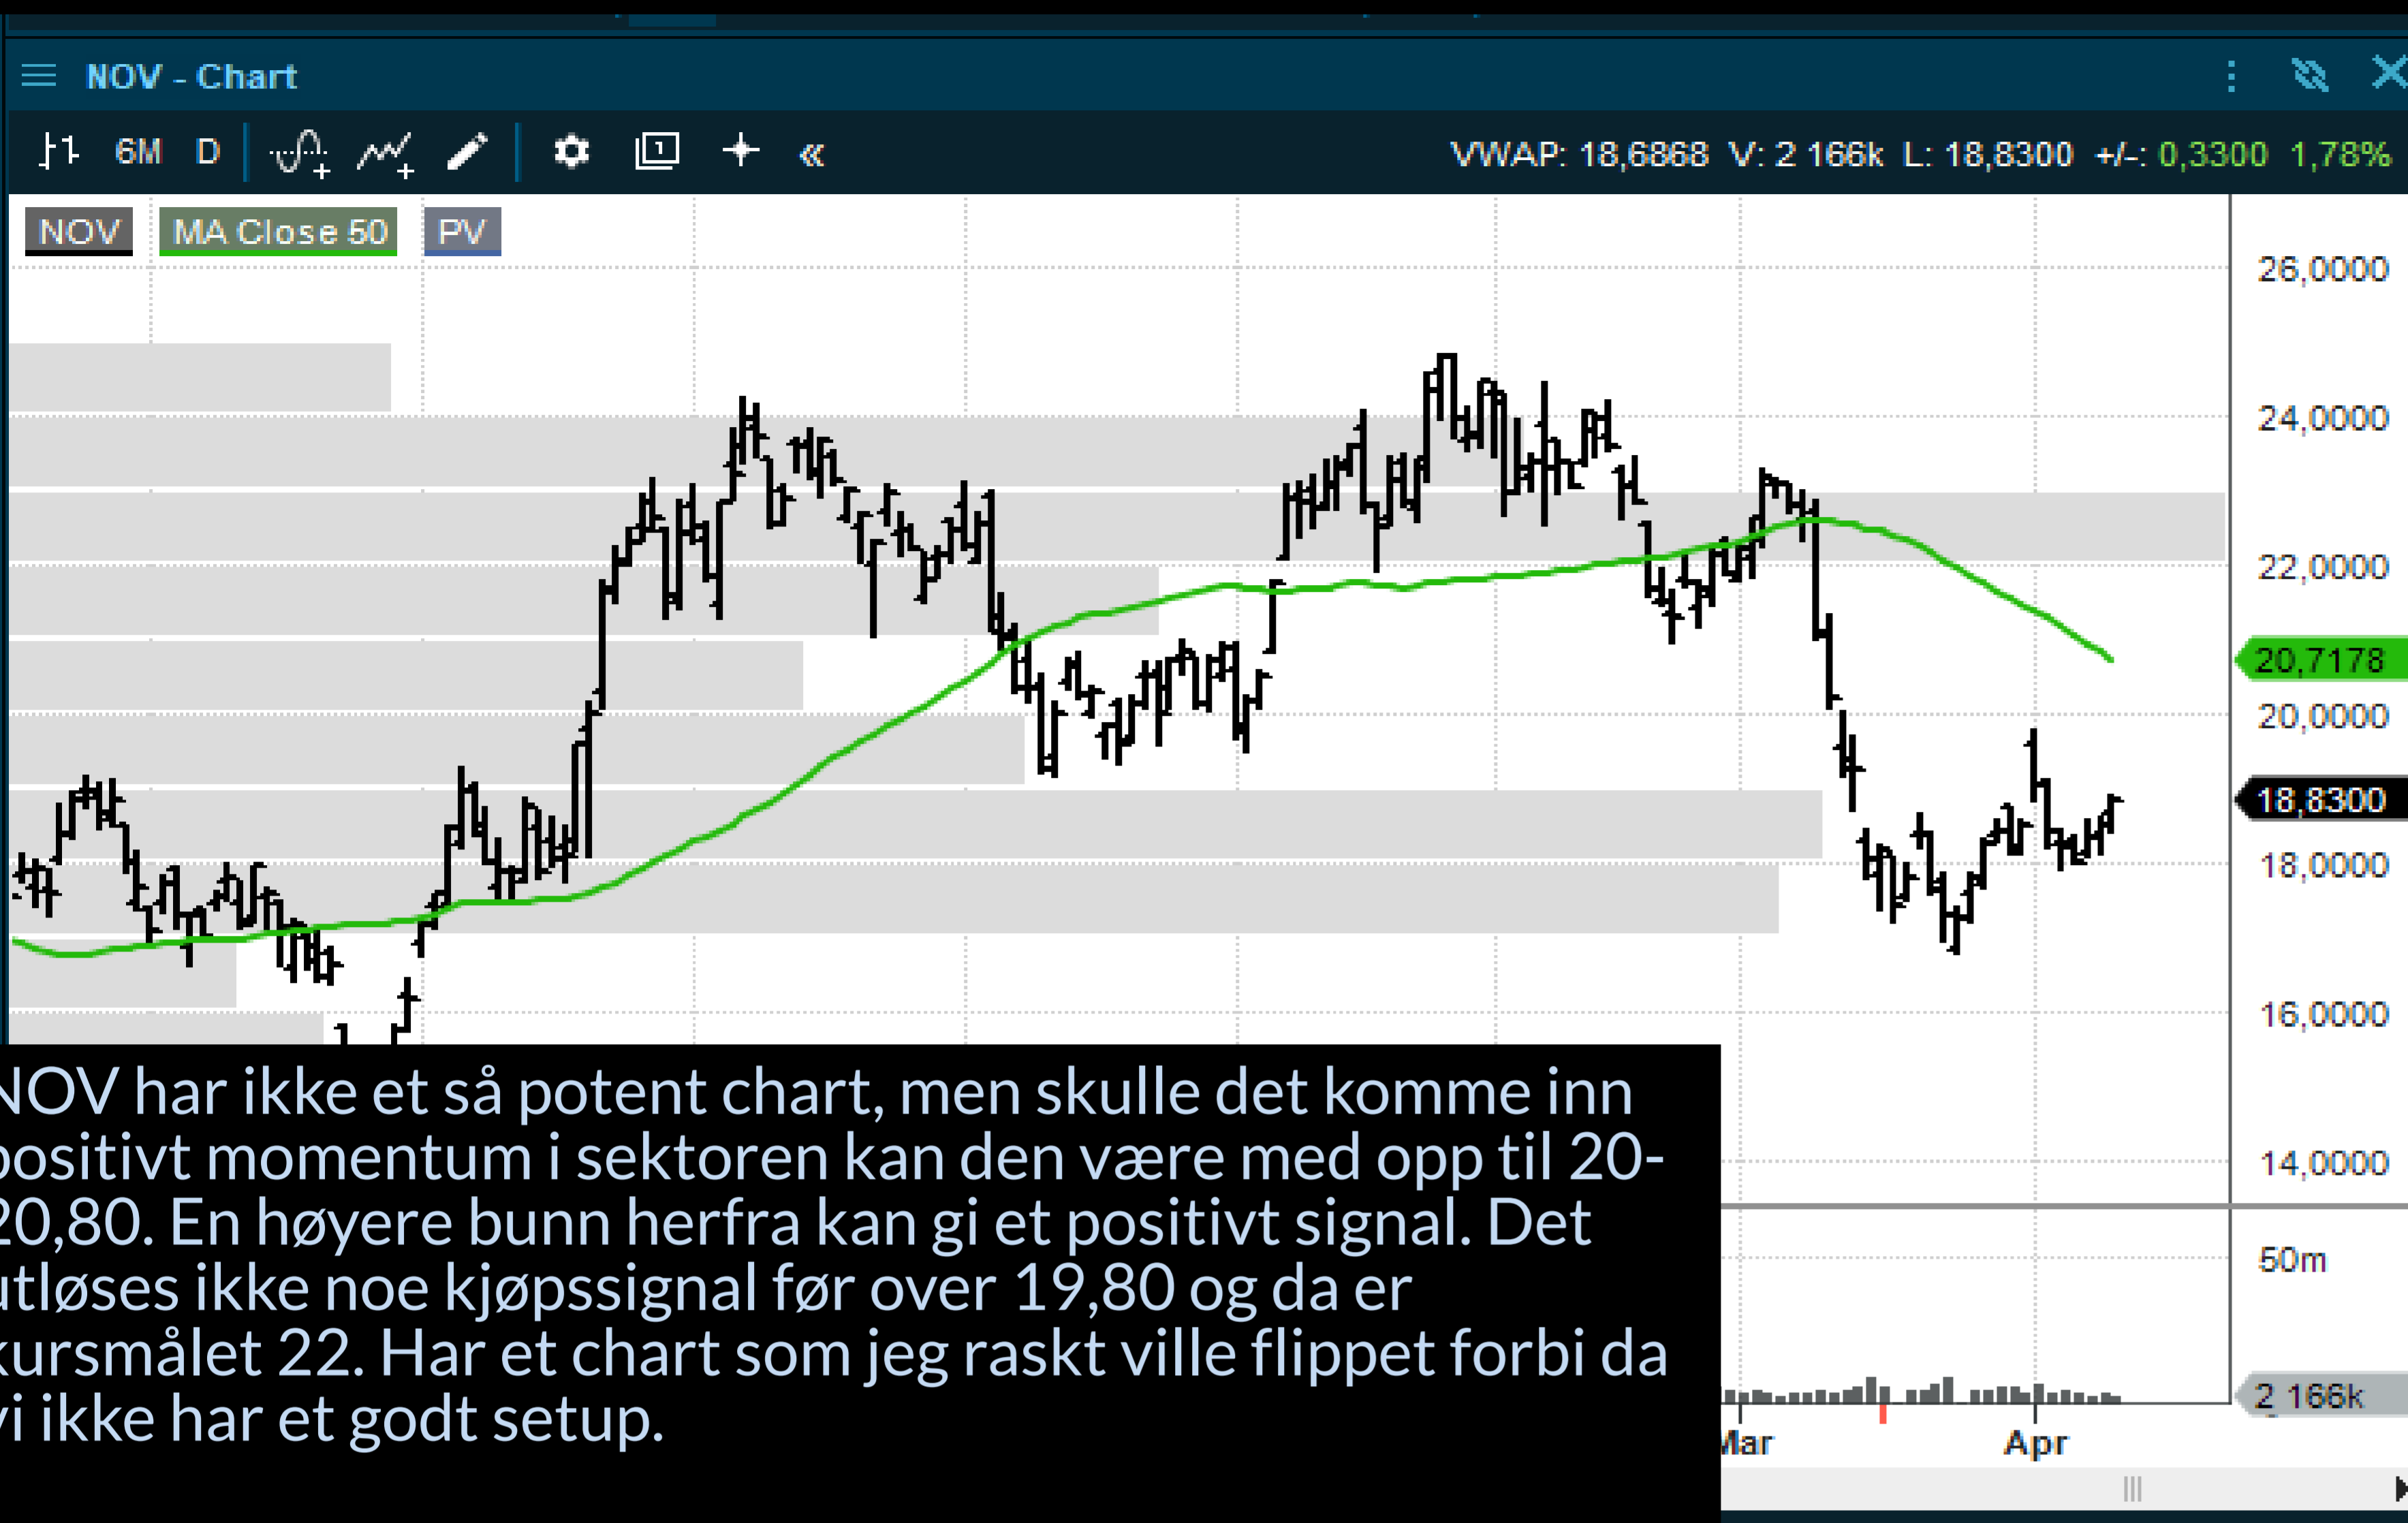 NOV - Chart
6M D 1 « VWAP: 18,6868 V: 2 166k L: 18,8300 +/-: 0,3300 1,78%
NOV MA Close 50 PV
26,0000
24,0000
22,0000
20,7178
20,0000
18,8300
18,0000
16,0000
14,0000
50m
2 166k
Mar Apr
NOV har ikke et så potent chart, men skulle det komme inn
positivt momentum i sektoren kan den være med opp til 20-
20,80. En høyere bunn herfra kan gi et positivt signal. Det
utløses ikke noe kjøpssignal før over 19,80 og da er
kursmålet 22. Har et chart som jeg raskt ville flippet forbi da
vi ikke har et godt setup.